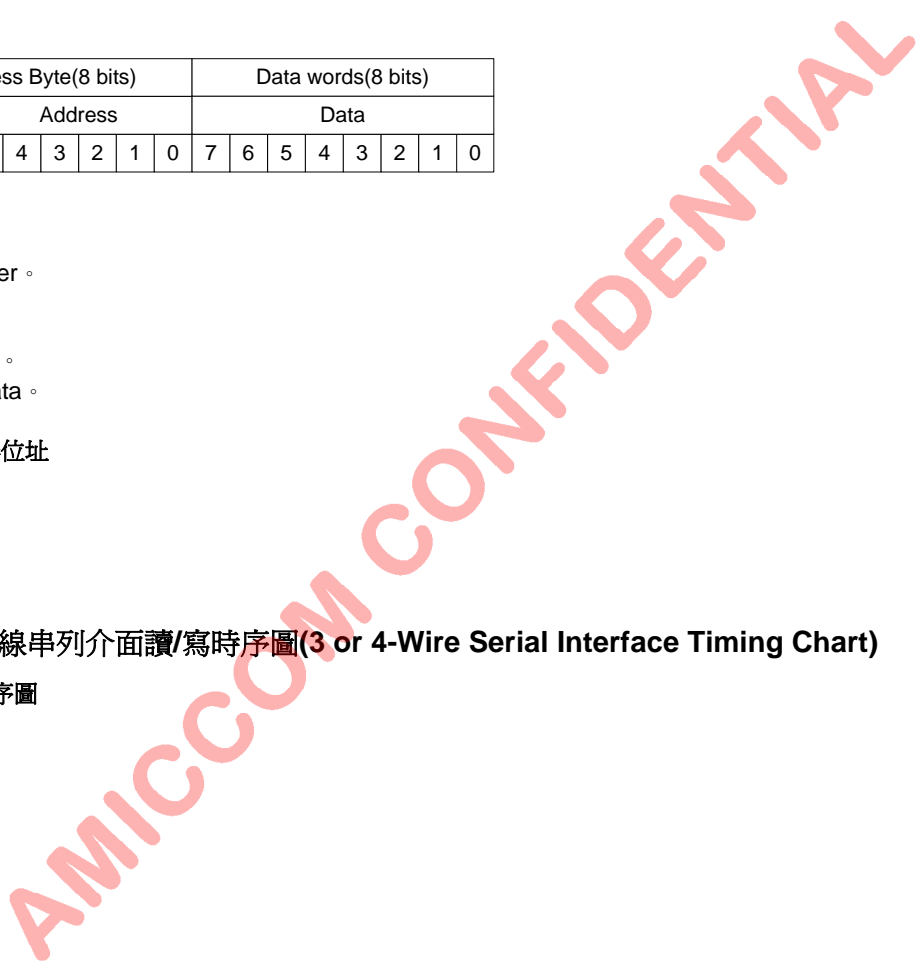 ess Byte(8 bits) Data words(8 bits)
Address Data
4 3 2 1 0 7 6 5 4 3 2 1 0
er。
。
ata。
位址
線串列介面讀/寫時序圖(3 or 4-Wire Serial Interface Timing Chart)
序圖
AMICCOM CONFIDENTIAL